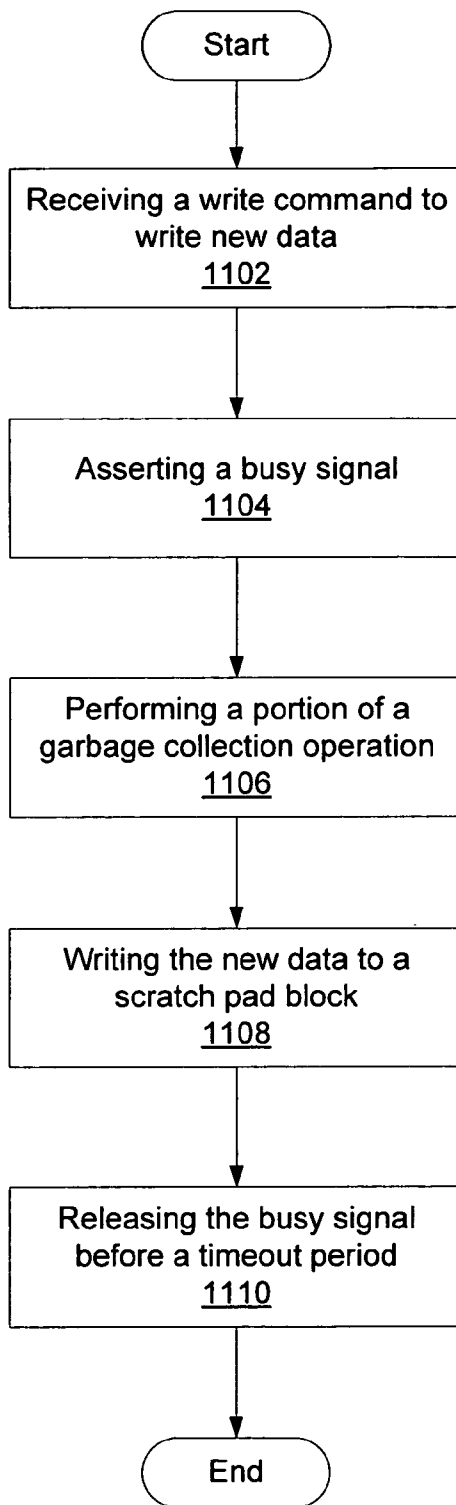 Start
Receiving a write command to
write new data
1102
Asserting a busy signal
1104
Performing a portion of a
garbage collection operation
1106
Writing the new data to a
scratch pad block
1108
Releasing the busy signal
before a timeout period
1110
End